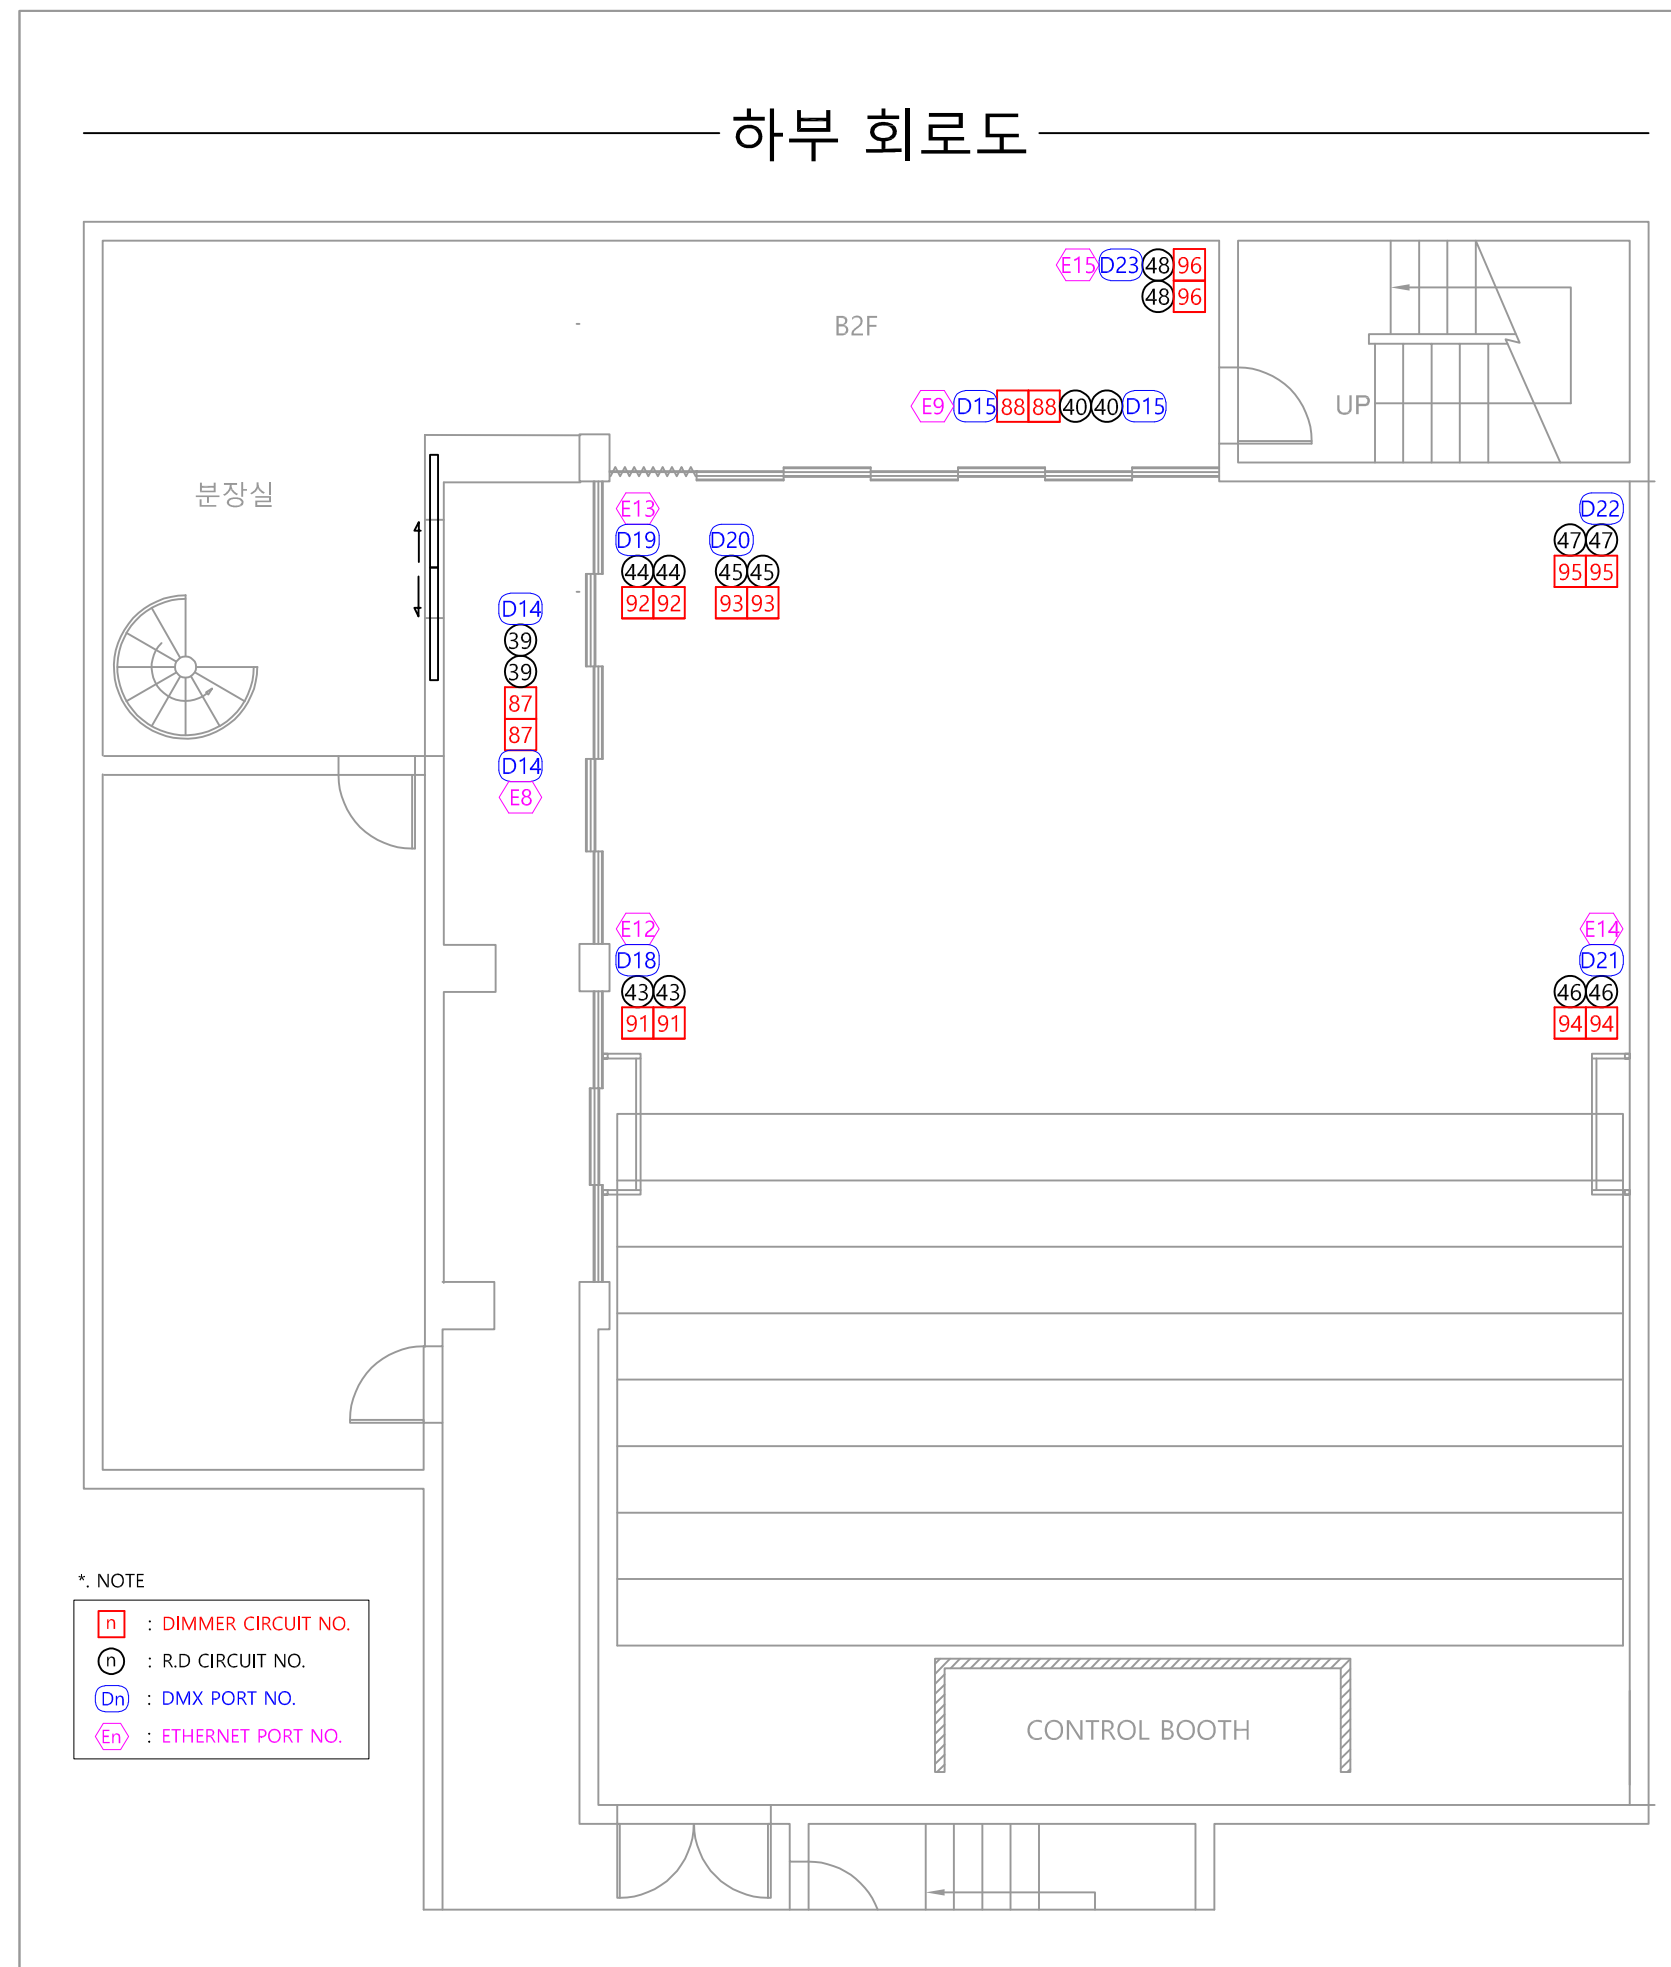 하부 회로도
E15 D23 48 96
48 96
B2F
E9 D15 88 88 40 40 D15
UP
분장실
E13
D19 D20
44 44 45 45
92 92 93 93
D22
47 47
95 95
D14
39
39
87
87
D14
E8
E12
D18
43 43
91 91
E14
D21
46 46
94 94
*. NOTE
n : DIMMER CIRCUIT NO.
n : R.D CIRCUIT NO.
Dn : DMX PORT NO.
En : ETHERNET PORT NO.
CONTROL BOOTH